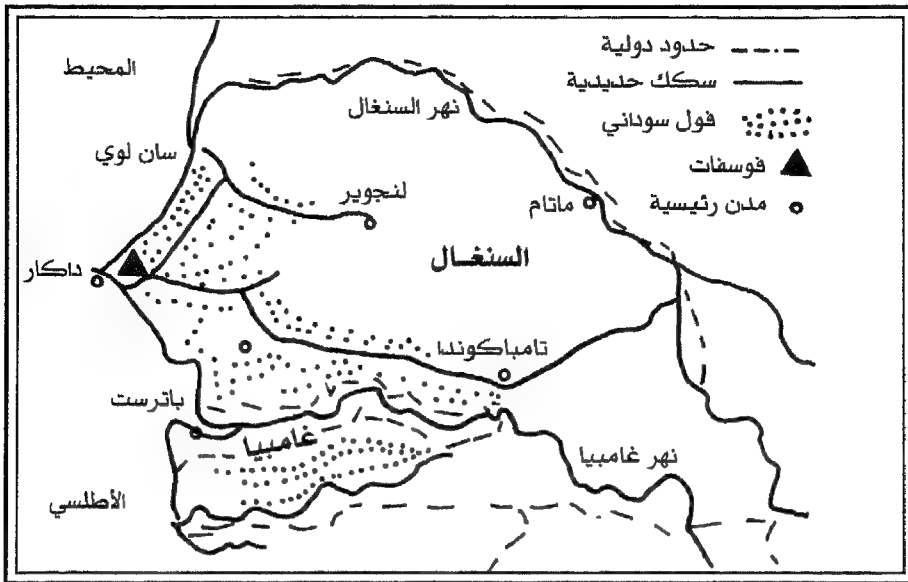 حدود دولية
سكك حديدية
فول سوداني
فوسفات
مدن رئيسية
المحيط
نهر السنغال
سان لوي
لنجوير
ماتام
السنغال
داكار
تامباكوندا
باترست
غامبيا
نهر غامبيا
الأطلسي